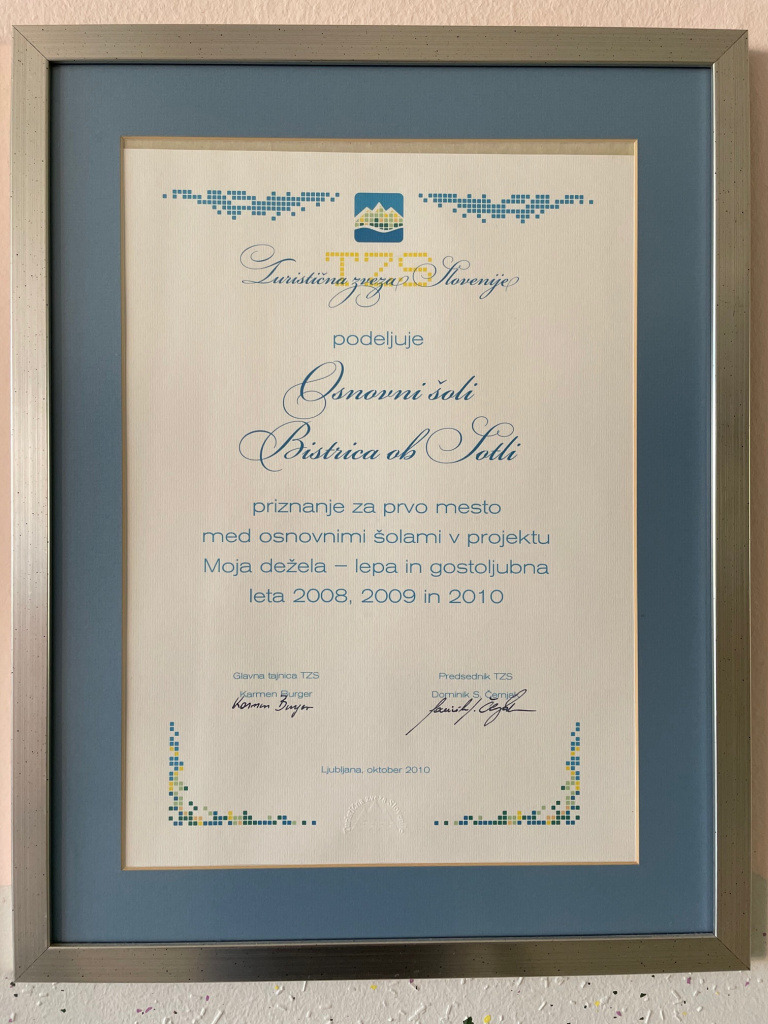 TZS
Turistična zveza Slovenije
podeljuje
Osnovni šoli
Bistrica ob Sotli
priznanje za prvo mesto
med osnovnimi šolami v projektu
Moja dežela – lepa in gostoljubna
leta 2008, 2009 in 2010
Glavna tajnica TZS Predsednik TZS
Karmen Burger Dominik S. Černjak
Karmen Burger
Ljubljana, oktober 2010